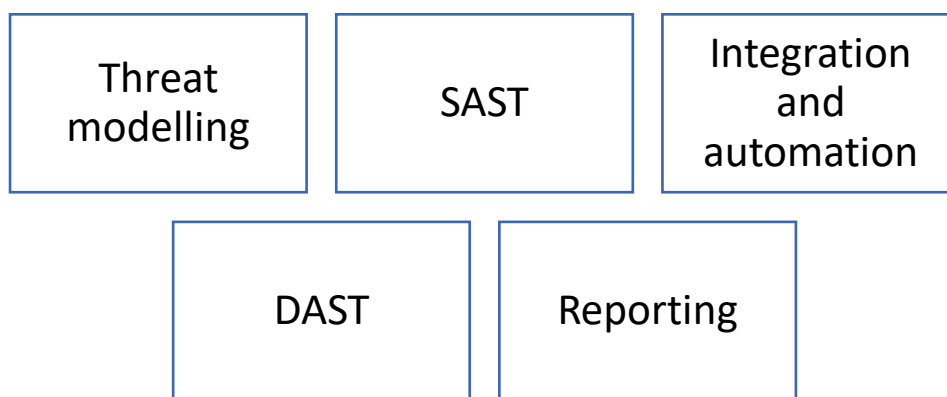 Threat
modelling
SAST
Integration
and
automation
DAST
Reporting